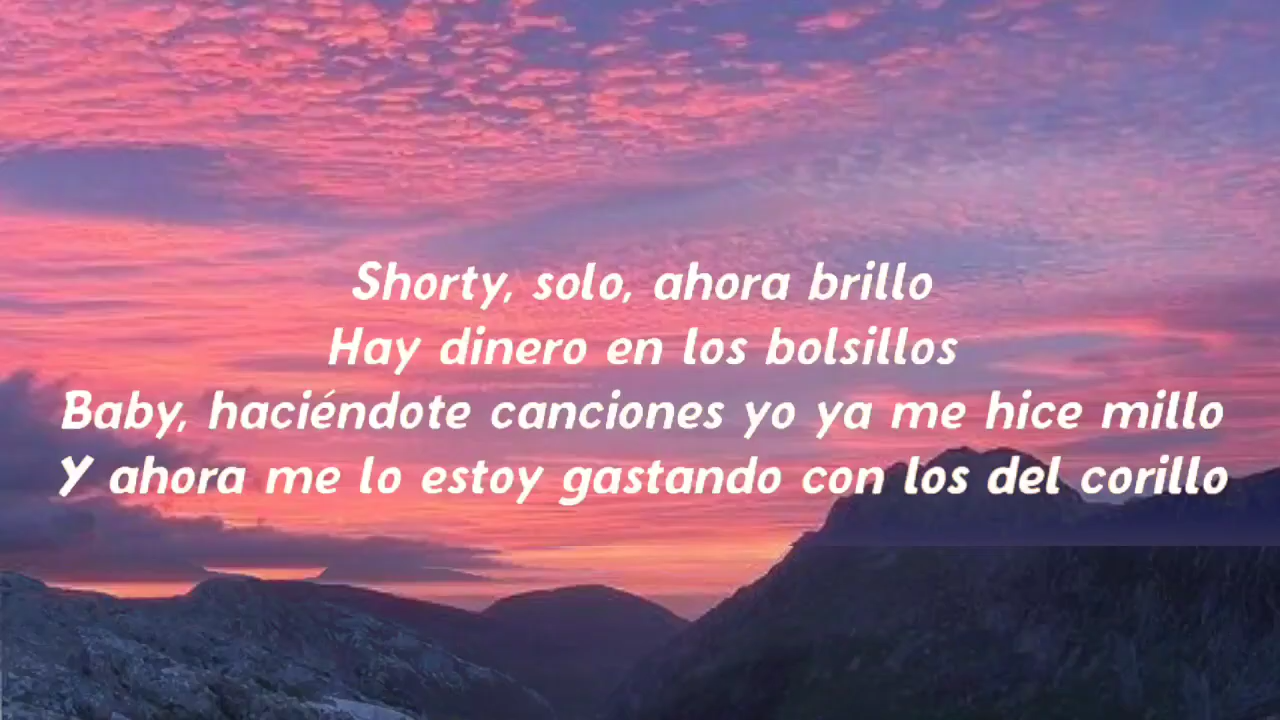 Shorty, solo, ahora brillo
Hay dinero en los bolsillos
Baby, haciéndote canciones yo ya me hice millo
Y ahora me lo estoy gastando con los del corillo